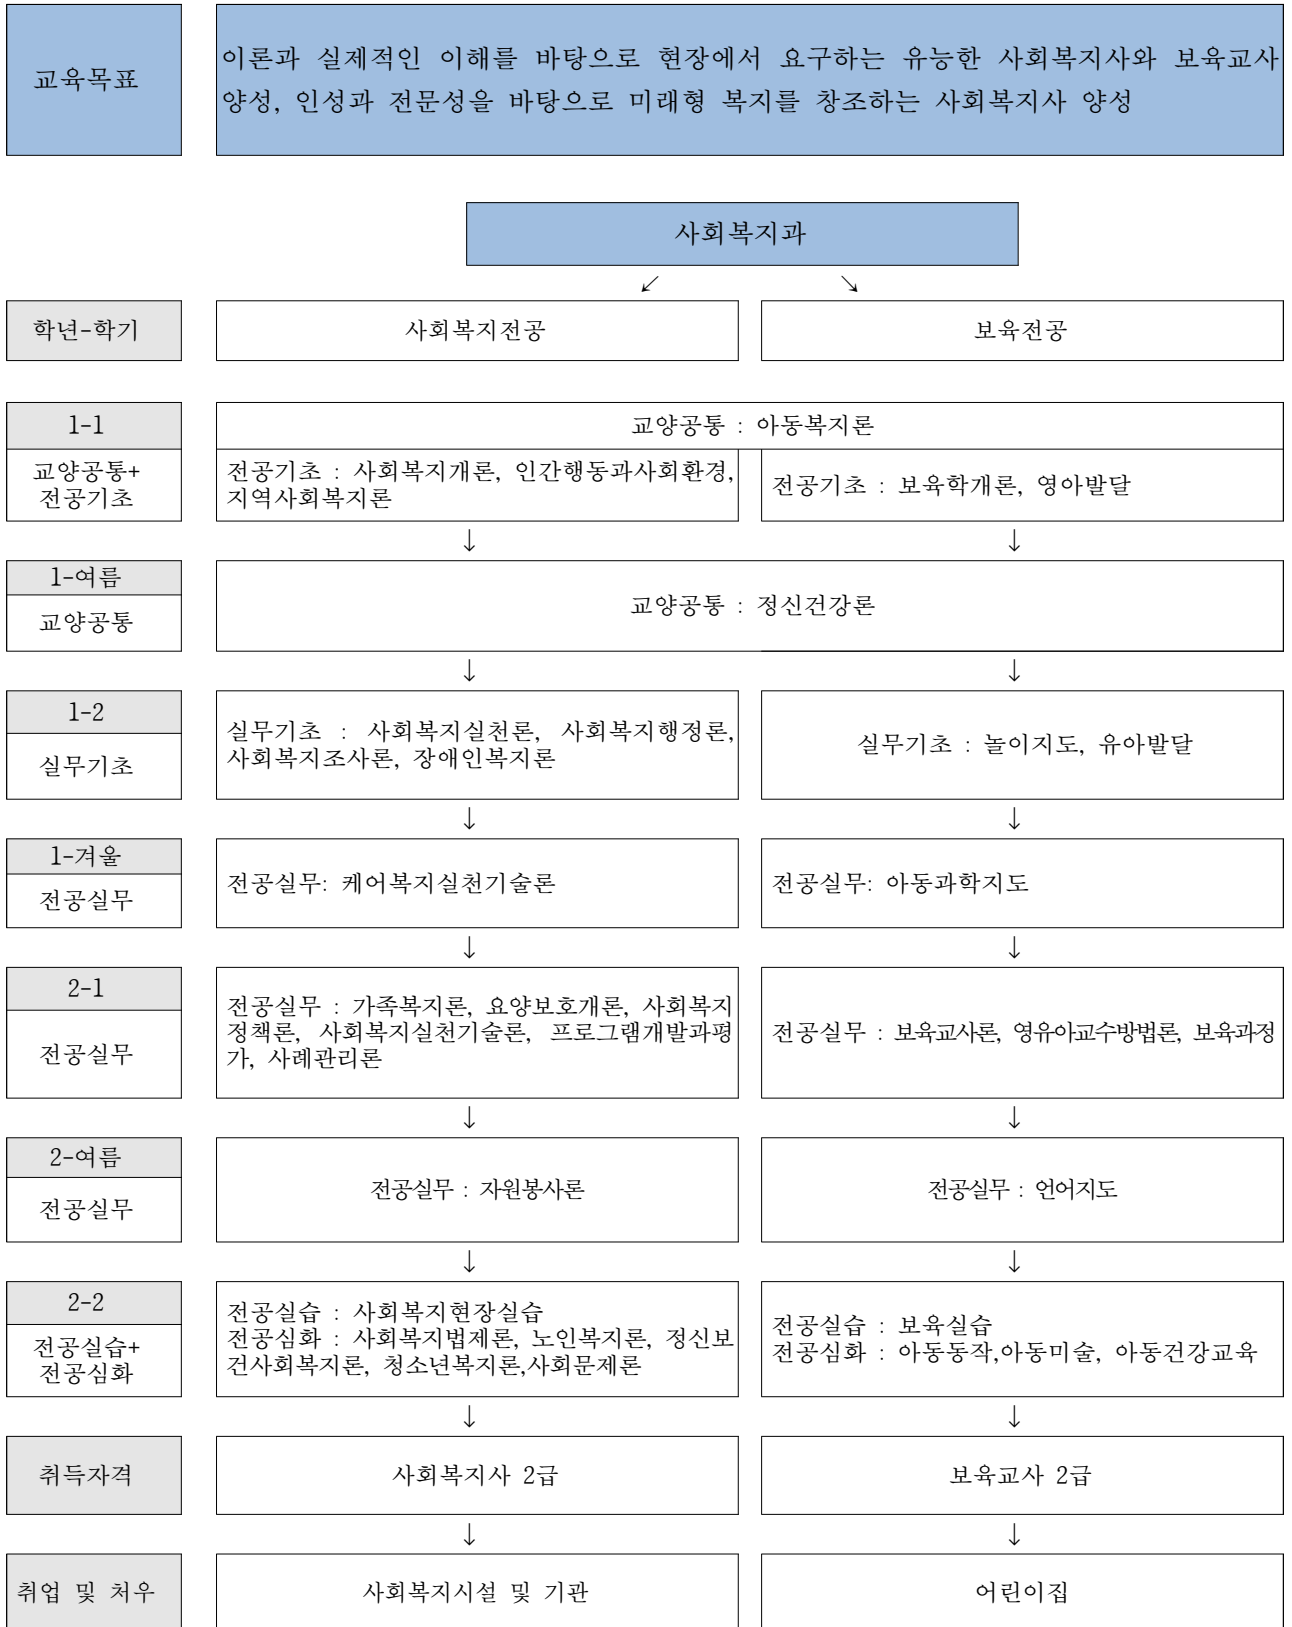 교육목표
이론과 실제적인 이해를 바탕으로 현장에서 요구하는 유능한 사회복지사와 보육교사
양성, 인성과 전문성을 바탕으로 미래형 복지를 창조하는 사회복지사 양성
사회복지과
↙ ↘
학년-학기
사회복지전공
보육전공
1-1
교양공통 : 아동복지론
교양공통+
전공기초
전공기초 : 사회복지개론, 인간행동과사회환경,
지역사회복지론
전공기초 : 보육학개론, 영아발달
↓ ↓
1-여름
교양공통
교양공통 : 정신건강론
↓ ↓
1-2
실무기초
실무기초 : 사회복지실천론, 사회복지행정론,
사회복지조사론, 장애인복지론
실무기초 : 놀이지도, 유아발달
↓ ↓
1-겨울
전공실무
전공실무: 케어복지실천기술론
전공실무: 아동과학지도
↓ ↓
2-1
전공실무
전공실무 : 가족복지론, 요양보호개론, 사회복지
정책론, 사회복지실천기술론, 프로그램개발과평
가, 사례관리론
전공실무 : 보육교사론, 영유아교수방법론, 보육과정
↓ ↓
2-여름
전공실무
전공실무 : 자원봉사론
전공실무 : 언어지도
↓ ↓
2-2
전공실습+
전공심화
전공실습 : 사회복지현장실습
전공심화 : 사회복지법제론, 노인복지론, 정신보
건사회복지론, 청소년복지론,사회문제론
전공실습 : 보육실습
전공심화 : 아동동작,아동미술, 아동건강교육
↓ ↓
취득자격
사회복지사 2급
보육교사 2급
↓ ↓
취업 및 처우
사회복지시설 및 기관
어린이집